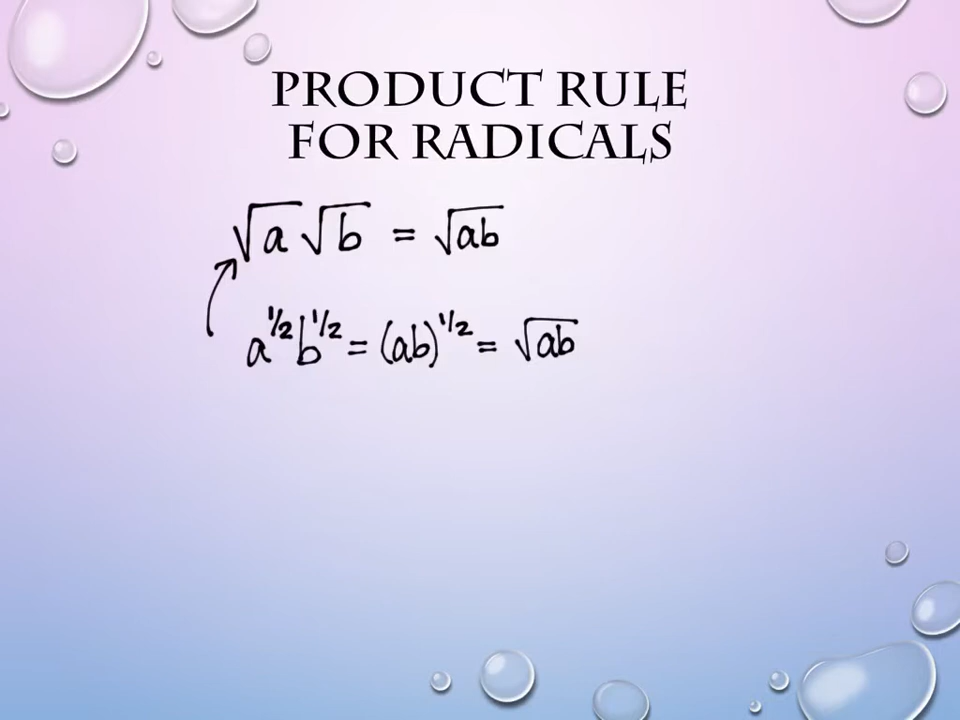 PRODUCT RULE
FOR RADICALS
√a √b = √ab
a^1/2 b^1/2 = (ab)^1/2 = √ab